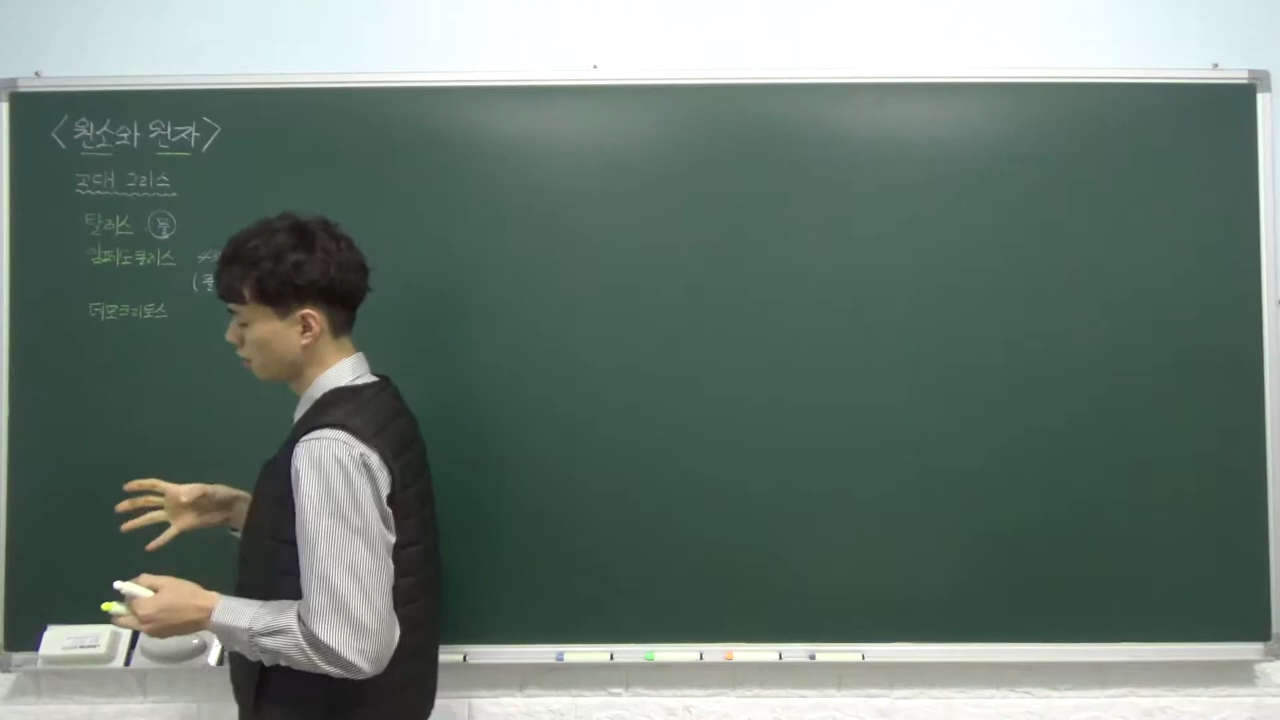 <원소와 원자>
고대 그리스
탈레스 물
엠페도클레스
데모크리토스